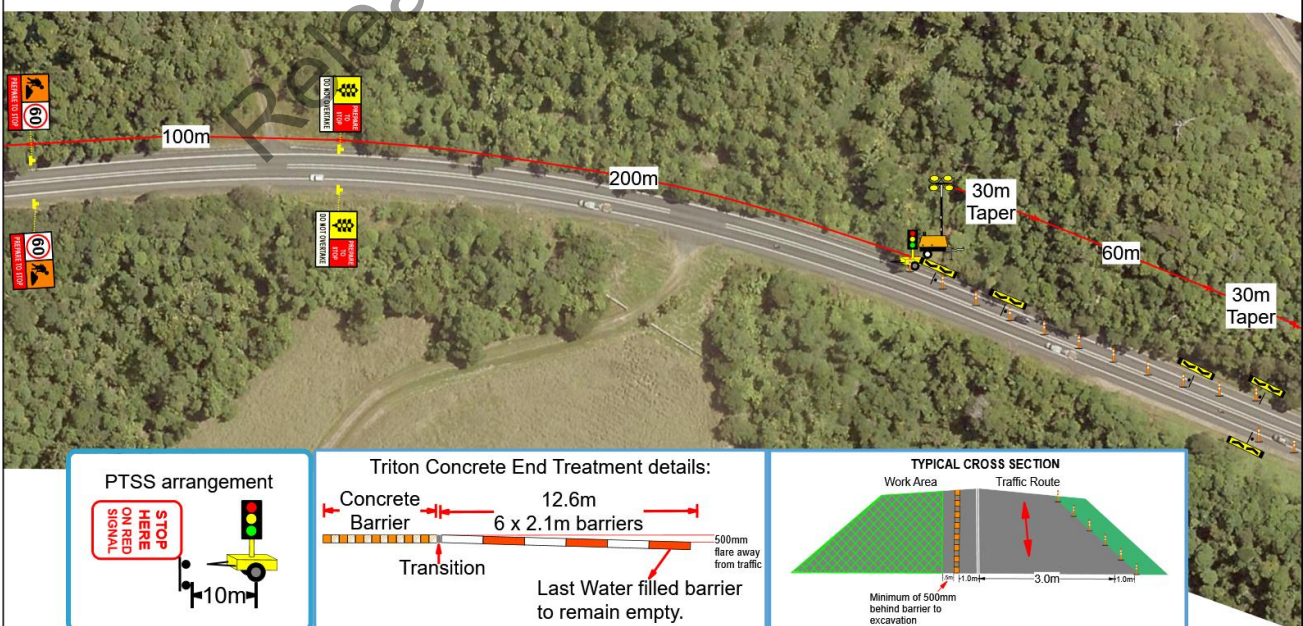 Relea
PREPARE TO STOP
60
DO NOT OVERTAKE
PREPARE
TO
STOP
100m
200m
30m
Taper
60m
30m
Taper
60
PREPARE TO STOP
DO NOT OVERTAKE
PREPARE
TO
STOP
PTSS arrangement
STOP
HERE
ON RED
SIGNAL
10m
Triton Concrete End Treatment details:
Concrete
Barrier
12.6m
6 x 2.1m barriers
500mm
flare away
from traffic
Transition
Last Water filled barrier
to remain empty.
TYPICAL CROSS SECTION
Work Area
Traffic Route
.5m
1.0m
3.0m
1.0m
Minimum of 500mm
behind barrier to
excavation